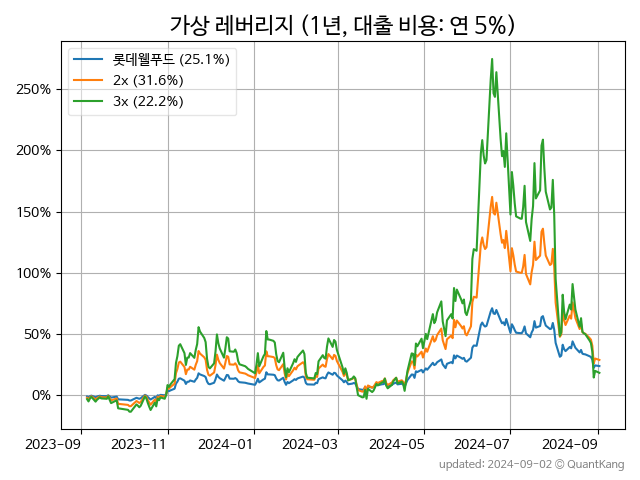 가상 레버리지 (1년, 대출 비용: 연 5%)
롯데웰푸드 (25.1%)
2x (31.6%)
3x (22.2%)
250%
200%
150%
100%
50%
0%
2023-09
2023-11
2024-01
2024-03
2024-05
2024-07
2024-09
updated: 2024-09-02 © QuantKang